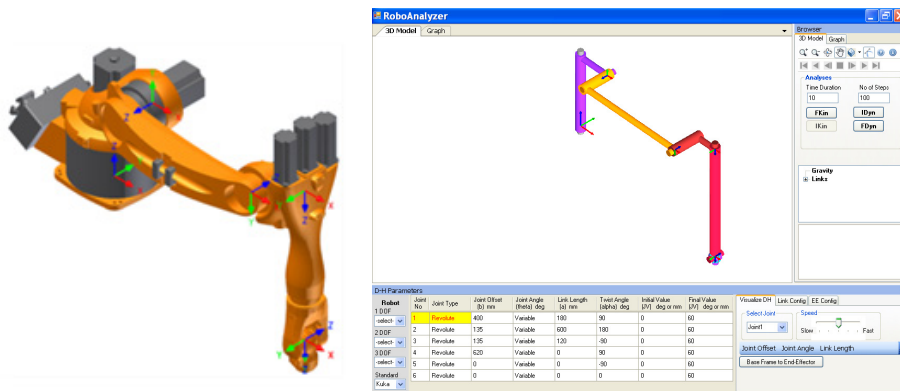 Z
Y
X
Z
Y
X
Y
X
X
Z
Y
X
Z
RoboAnalyzer
3D Model Graph
Browser
3D Model Graph
Analyses
Time Duration No of Steps
10 100
FKin IDyn
IKin FDyn
Gravity
Links
D-H Parameters
Robot Joint No Joint Type Joint Offset (b) mm Joint Angle (theta) deg Link Length (a) mm Twist Angle (alpha) deg Initial Value (JV) deg or mm Final Value (JV) deg or mm
1 DOF
-select-
2 DOF
-select-
3 DOF
-select-
Standard
Kuka
1 Revolute 400 Variable 180 90 0 60
2 Revolute 135 Variable 600 180 0 60
3 Revolute 135 Variable 120 -90 0 60
4 Revolute 620 Variable 0 90 0 60
5 Revolute 0 Variable 0 -90 0 60
6 Revolute 0 Variable 0 0 0 60
Visualize DH Link Config EE Config
Select Joint Speed
Joint1 Slow Fast
Joint Offset Joint Angle Link Length
Base Frame to End-Effector